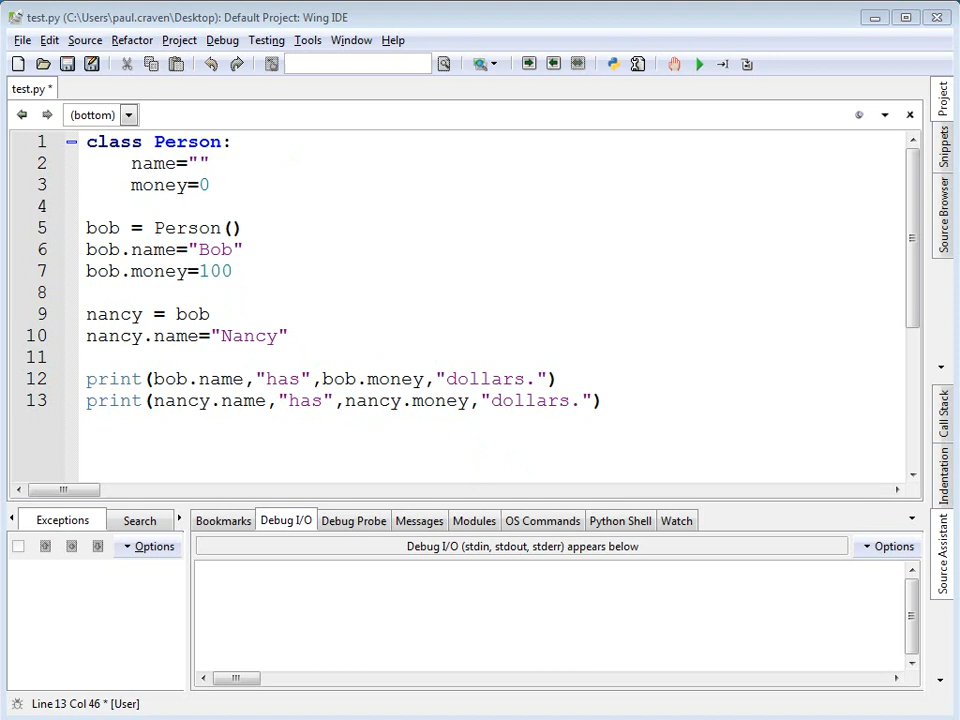 test.py (C:\Users\paul.craven\Desktop): Default Project: Wing IDE
File Edit Source Refactor Project Debug Testing Tools Window Help
test.py *
(bottom)
1 class Person:
2 name=""
3 money=0
4
5 bob = Person()
6 bob.name="Bob"
7 bob.money=100
8
9 nancy = bob
10 nancy.name="Nancy"
11
12 print(bob.name,"has",bob.money,"dollars.")
13 print(nancy.name,"has",nancy.money,"dollars.")
Project
Snippets
Source Browser
Call Stack
Indentation
Source Assistant
Exceptions Search
Options
Bookmarks Debug I/O Debug Probe Messages Modules OS Commands Python Shell Watch
Debug I/O (stdin, stdout, stderr) appears below
Options
Line 13 Col 46 * [User]